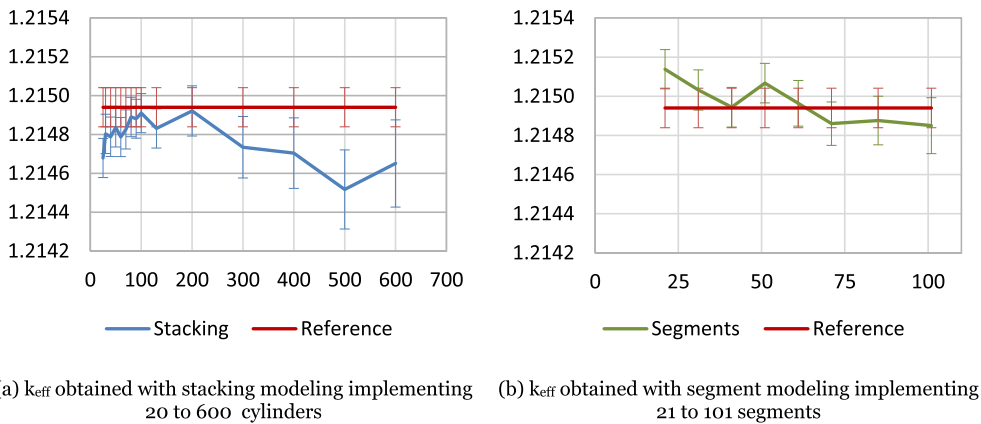 1.2154
1.2152
1.2150
1.2148
1.2146
1.2144
1.2142
0 100 200 300 400 500 600 700
Stacking Reference
(a) keff obtained with stacking modeling implementing
20 to 600 cylinders
1.2154
1.2152
1.2150
1.2148
1.2146
1.2144
1.2142
0 25 50 75 100
Segments Reference
(b) keff obtained with segment modeling implementing
21 to 101 segments